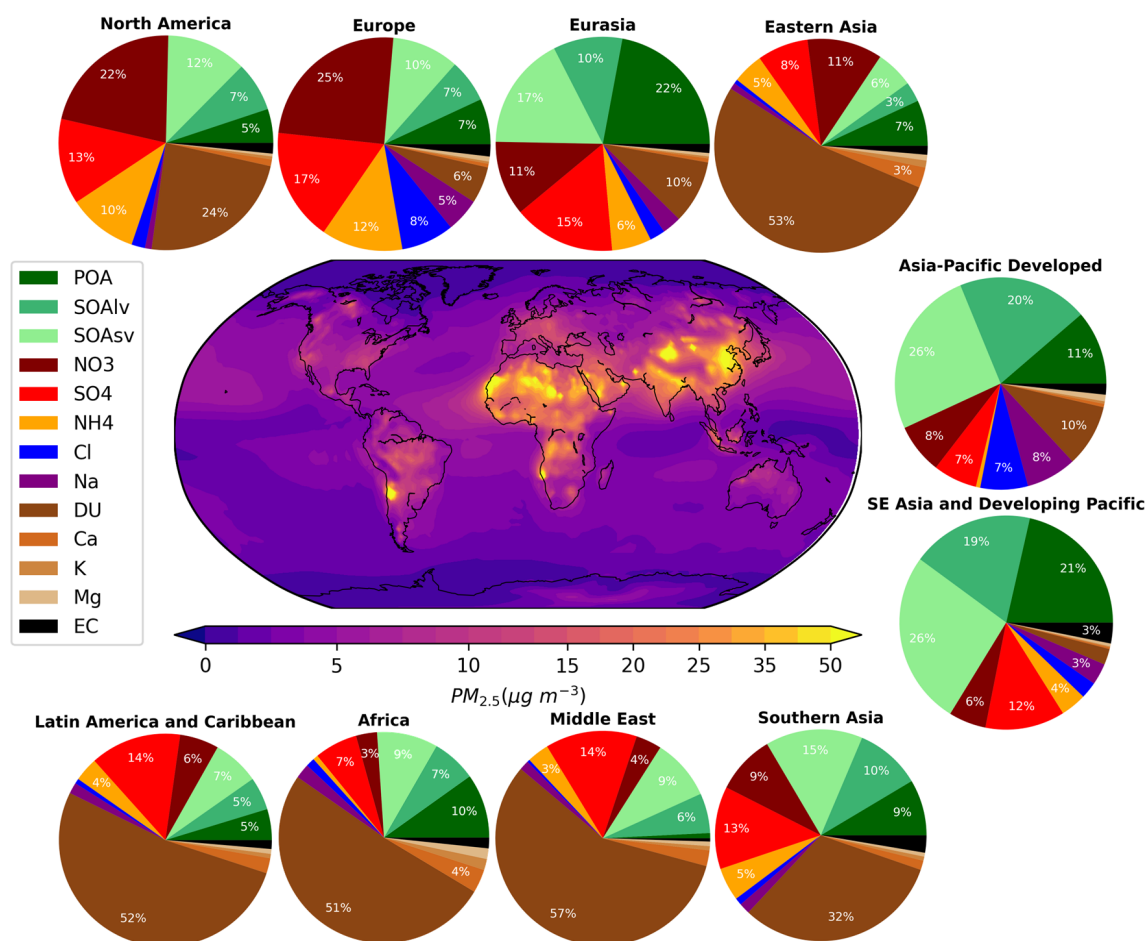 North America
Europe
Eurasia
Eastern Asia
22%
12%
7%
5%
13%
10%
24%
25%
10%
7%
7%
17%
12%
8%
5%
6%
17%
10%
22%
11%
15%
6%
10%
5%
8%
11%
6%
3%
7%
3%
53%
POA
SOAlv
SOAsv
NO3
SO4
NH4
Cl
Na
DU
Ca
K
Mg
EC
Asia-Pacific Developed
20%
26%
11%
8%
7%
7%
8%
10%
SE Asia and Developing Pacific
19%
21%
26%
3%
3%
4%
6%
12%
0 5 10 15 20 25 35 50
PM2.5(μg m−3)
Latin America and Caribbean
Africa
Middle East
Southern Asia
14%
6%
7%
5%
5%
4%
52%
7%
3%
9%
7%
10%
4%
51%
3%
14%
4%
9%
6%
57%
9%
15%
10%
9%
13%
5%
32%